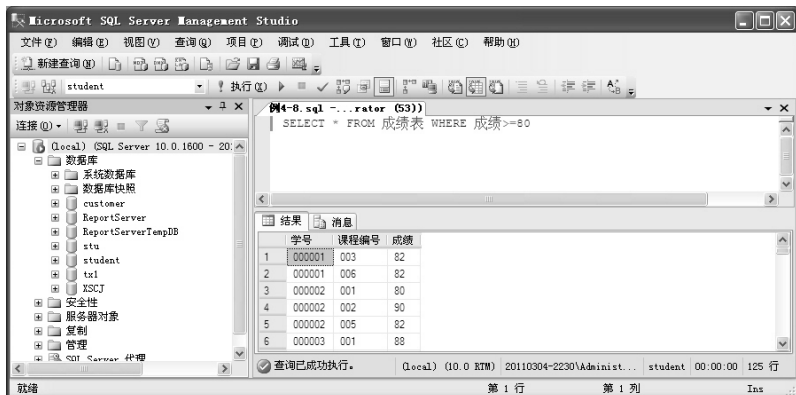 Microsoft SQL Server Management Studio
文件(F) 编辑(E) 视图(V) 查询(Q) 项目(P) 调试(D) 工具(T) 窗口(W) 社区(C) 帮助(H)
新建查询(N)
student 执行(X)
对象资源管理器
连接(O)
(local) (SQL Server 10.0.1600 - 20
数据库
系统数据库
数据库快照
customer
ReportServer
ReportServerTempDB
stu
student
txl
XSCJ
安全性
服务器对象
复制
管理
SQL Server 代理
例4-8.sql -...rator (53))
SELECT * FROM 成绩表 WHERE 成绩>=80
结果 消息
学号 课程编号 成绩
1 000001 003 82
2 000001 006 82
3 000002 001 80
4 000002 002 90
5 000002 005 82
6 000003 001 88
查询已成功执行。 (local) (10.0 RTM) 20110304-2230\Administ... student 00:00:00 125 行
就绪 第 1 行 第 1 列 Ins